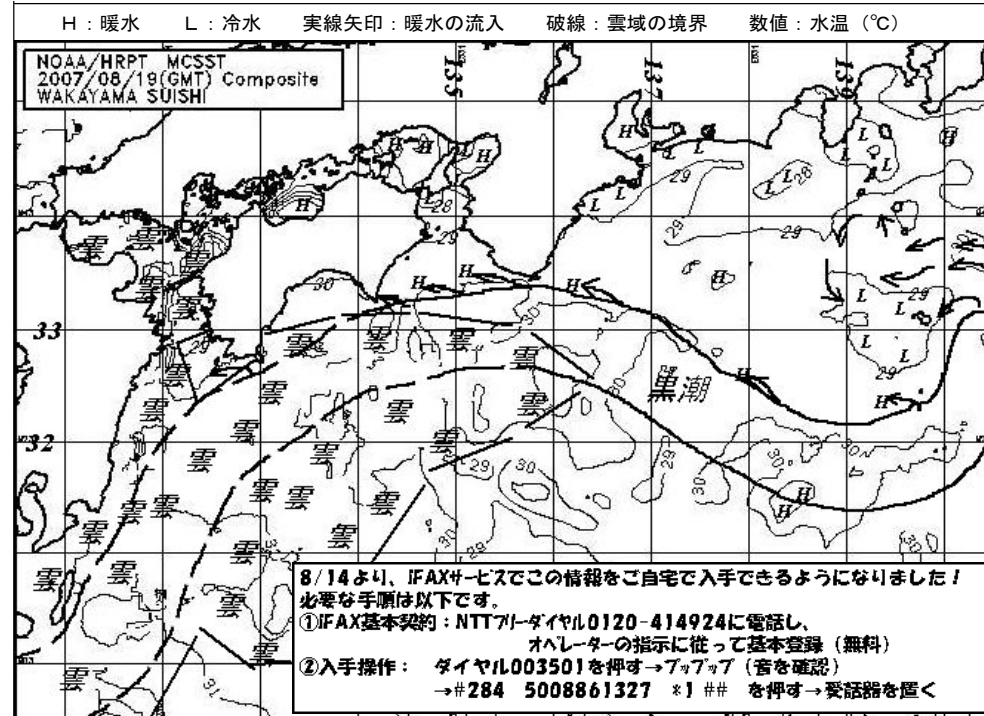 H：暖水　L：冷水　実線矢印：暖水の流入　破線：雲域の境界　数値：水温（℃）
NOAA/HRPT MCSST
2007/08/19(GMT) Composite
WAKAYAMA SUISHI
135
137
139
33
32
黒潮
H
L
雲
28
29
30
31
8/14より、iFAXサービスでこの情報をご自宅で入手できるようになりました！
必要な手順は以下です。
①iFAX基本契約：NTTフリーダイヤル0120-414924に電話し、
オペレーターの指示に従って基本登録（無料）
②入手操作：　ダイヤル003501を押す→プップップ（音を確認）
→#284　5008861327　*1 ##　を押す→受話器を置く